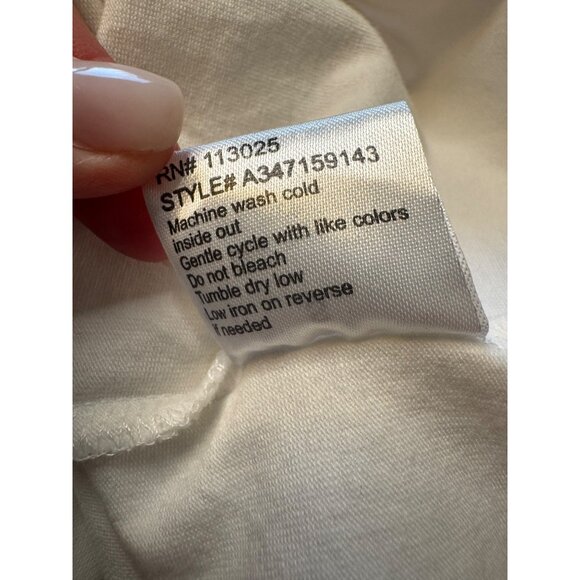 RN# 113025
STYLE# A347159143
Machine wash cold
inside out
Gentle cycle with like colors
Do not bleach
Tumble dry low
Low iron on reverse
if needed